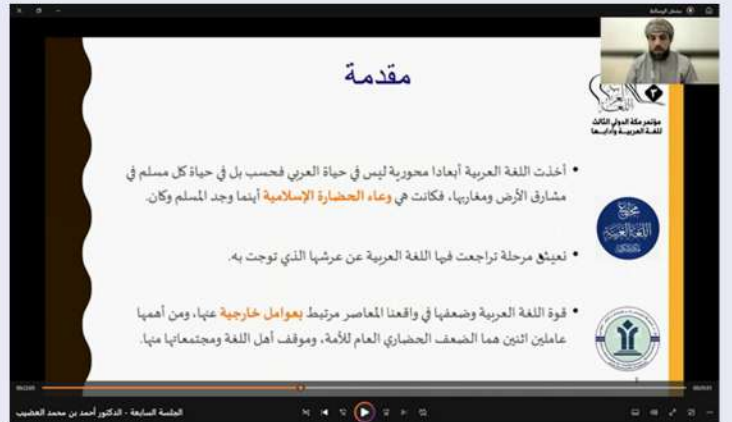 مقدمة
مؤتمر مكة الدولي الثالث
للغة العربية وآدابها
• أخذت اللغة العربية أبعادا محورية ليس في حياة العربي فحسب بل في حياة كل مسلم في
مشارق الأرض ومغاربها، فكانت هي وعاء الحضارة الإسلامية أينما وجد المسلم وكان.
• نعيش مرحلة تراجعت فيها اللغة العربية عن عرشها الذي توجت به.
• قوة اللغة العربية وضعفها في واقعنا المعاصر مرتبط بعوامل خارجية عنها، ومن أهمها
عاملين اثنين هما الضعف الحضاري العام للأمة، وموقف أهل اللغة ومجتمعاتها منها.
الجلسة السابعة - الدكتور أحمد بن محمد العضيب